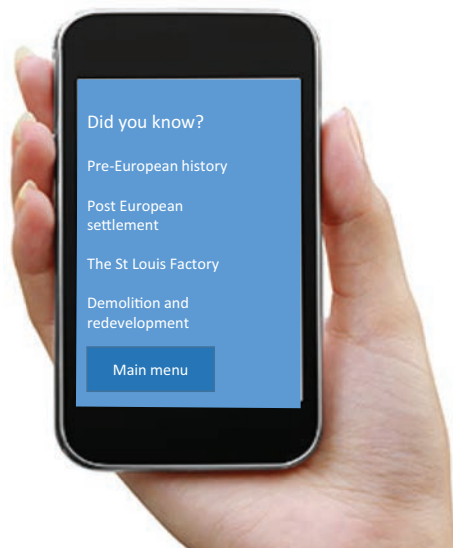 Did you know?
Pre-European history
Post European
settlement
The St Louis Factory
Demolition and
redevelopment
Main menu